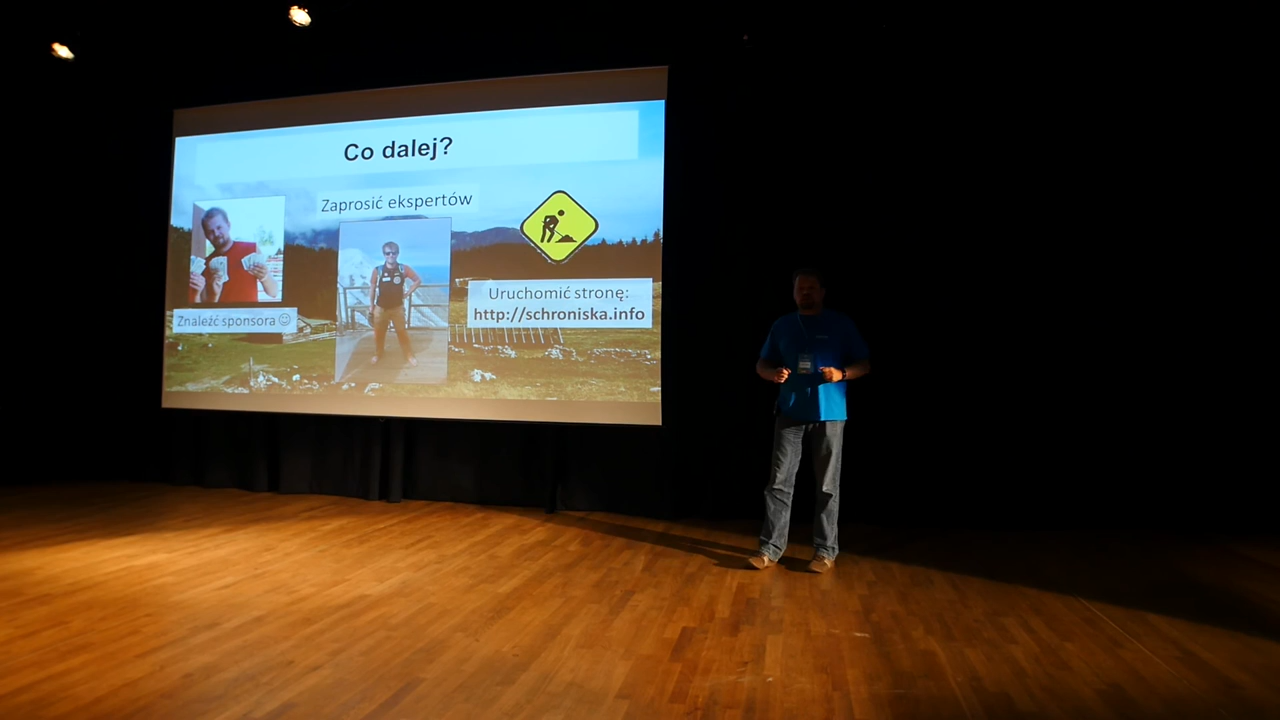 Co dalej?
Zaprosić ekspertów
Znaleźć sponsora ☺
Uruchomić stronę:
http://schroniska.info